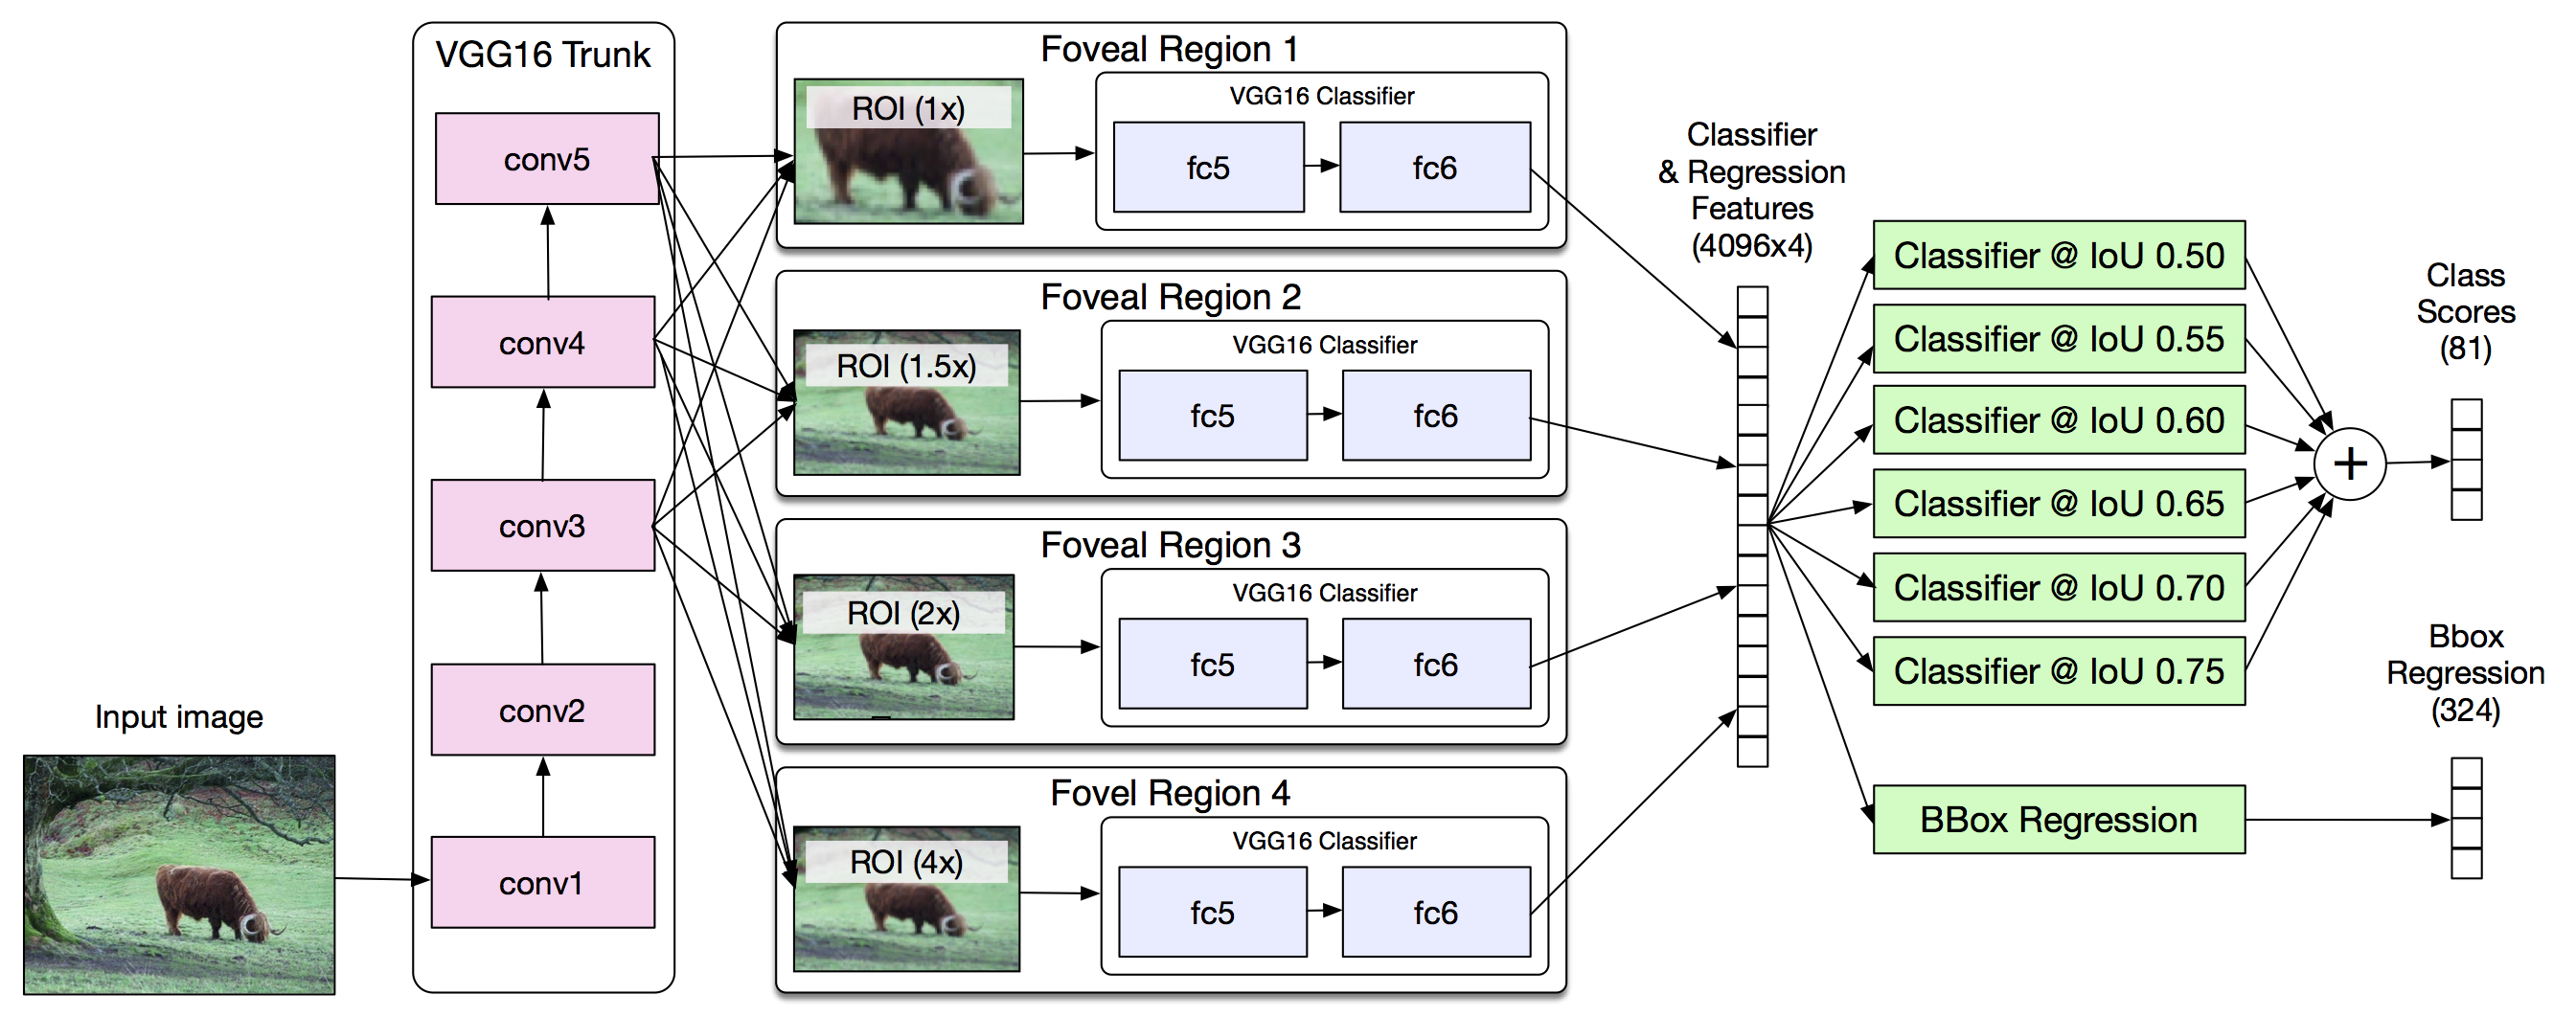 Input image
VGG16 Trunk
conv5
conv4
conv3
conv2
conv1
Foveal Region 1
ROI (1x)
VGG16 Classifier
fc5
fc6
Foveal Region 2
ROI (1.5x)
VGG16 Classifier
fc5
fc6
Foveal Region 3
ROI (2x)
VGG16 Classifier
fc5
fc6
Fovel Region 4
ROI (4x)
VGG16 Classifier
fc5
fc6
Classifier
& Regression
Features
(4096x4)
Classifier @ IoU 0.50
Classifier @ IoU 0.55
Classifier @ IoU 0.60
Classifier @ IoU 0.65
Classifier @ IoU 0.70
Classifier @ IoU 0.75
BBox Regression
+
Class
Scores
(81)
Bbox
Regression
(324)